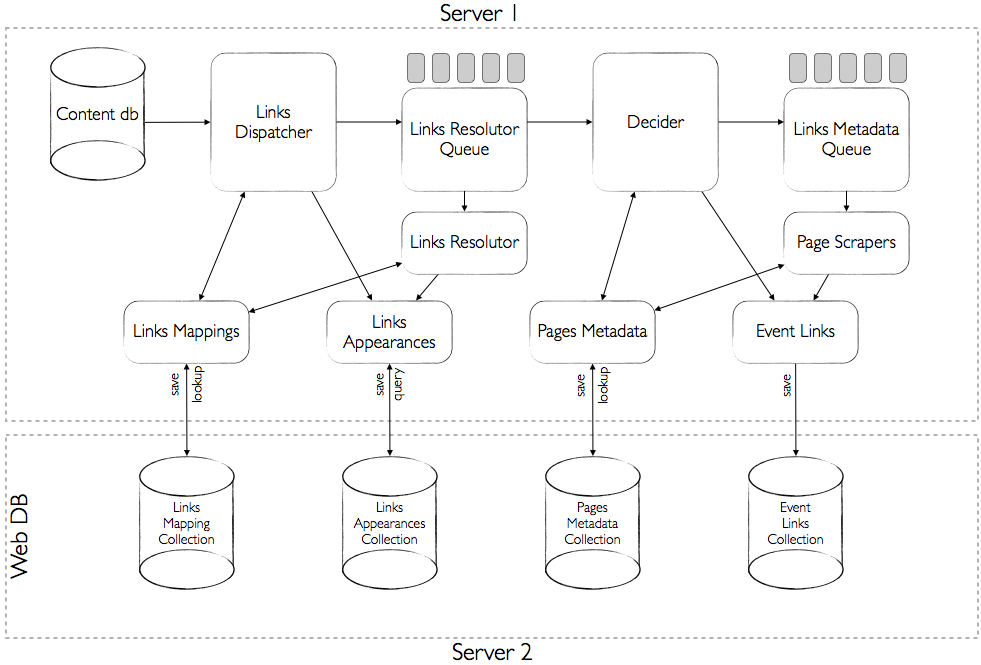 Server 1
Content db
Links
Dispatcher
Links Resolutor
Queue
Decider
Links Metadata
Queue
Links Resolutor
Page Scrapers
Links Mappings
Links
Appearances
Pages Metadata
Event Links
save
lookup
save
query
save
lookup
save
Web DB
Links
Mapping
Collection
Links
Appearances
Collection
Pages
Metadata
Collection
Event
Links
Collection
Server 2